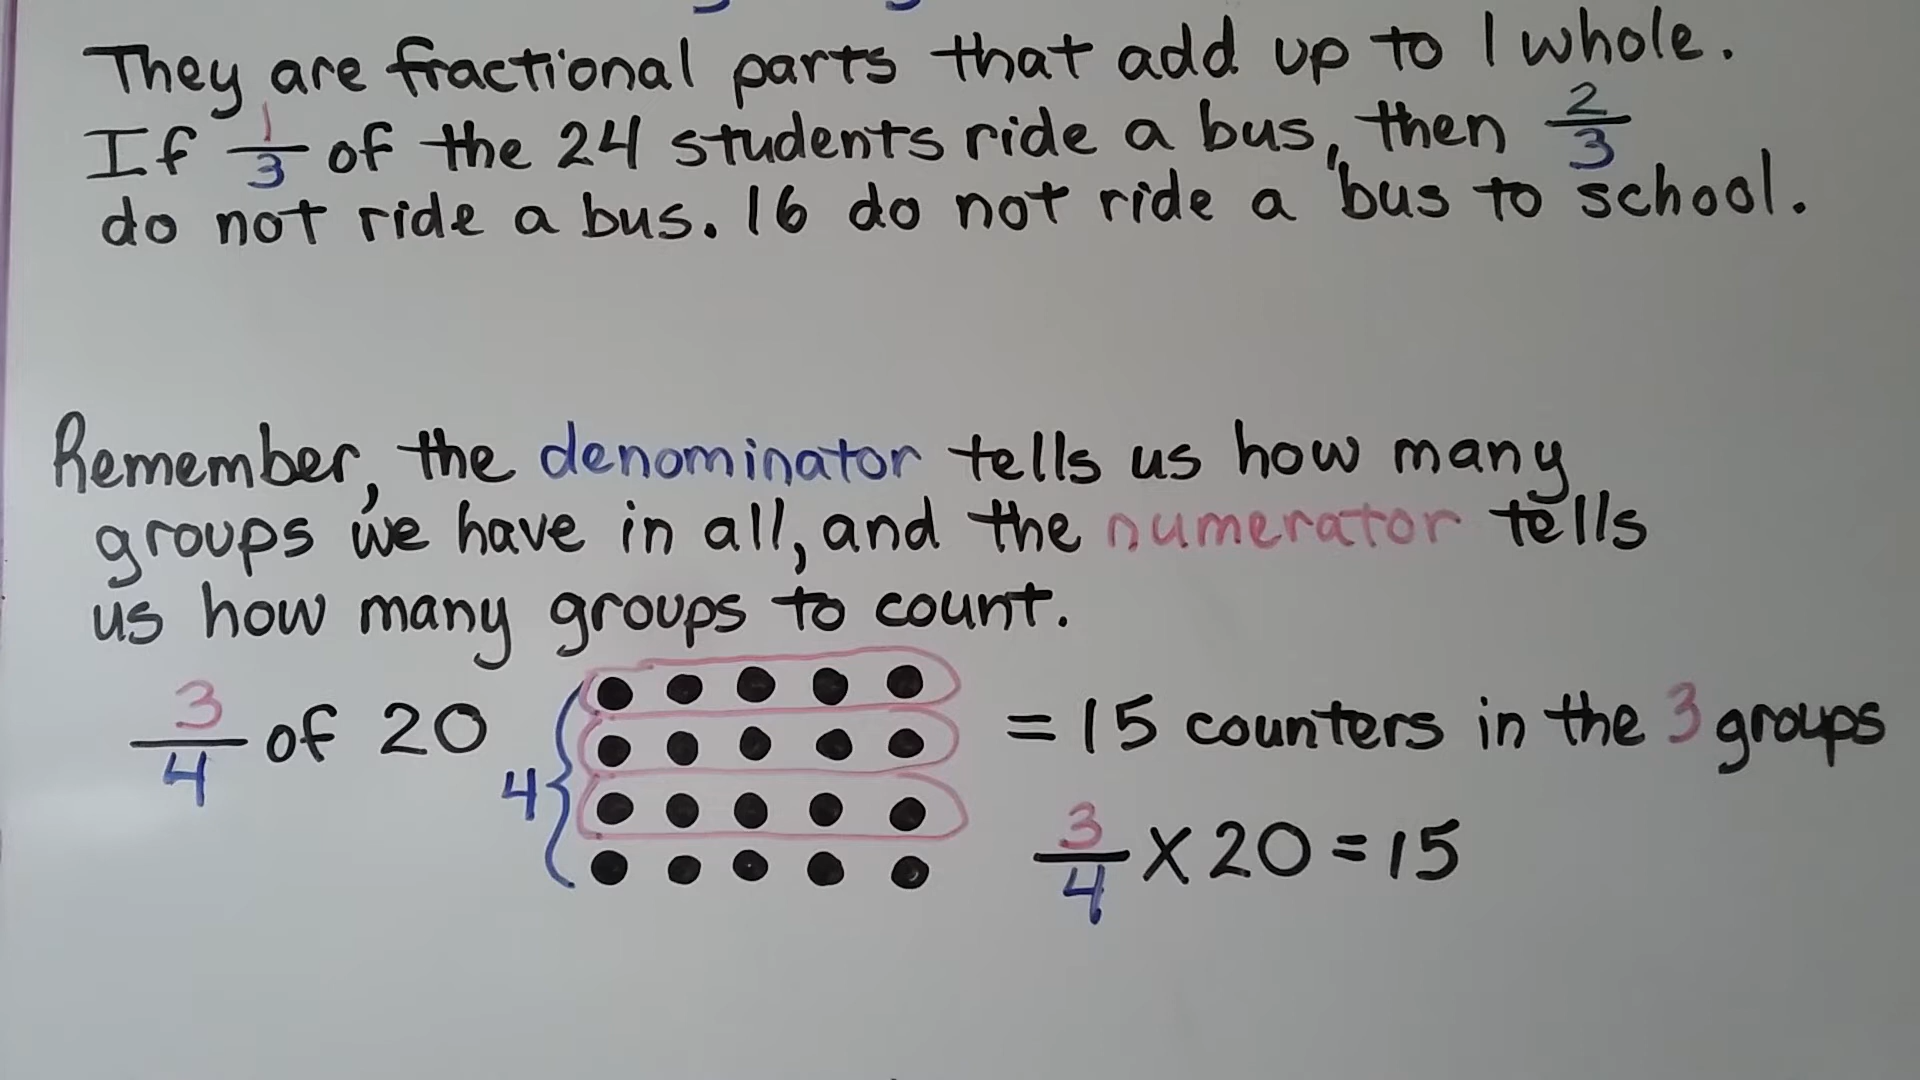 They are fractional parts that add up to 1 whole.
If 1/3 of the 24 students ride a bus, then 2/3
do not ride a bus. 16 do not ride a bus to school.
Remember, the denominator tells us how many
groups we have in all, and the numerator tells
us how many groups to count.
3/4 of 20 4 = 15 counters in the 3 groups
3/4 x 20 = 15